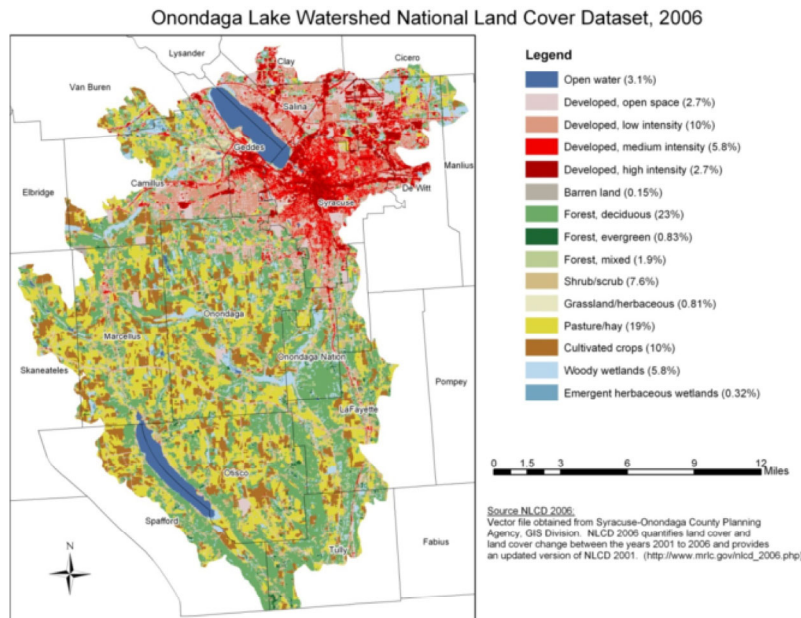 Onondaga Lake Watershed National Land Cover Dataset, 2006
Lysander
Clay
Cicero
Van Buren
Salina
Geddes
Manlius
Camillus
De Witt
Elbridge
Syracuse
Onondaga
Marcellus
Onondaga Nation
Skaneateles
Pompey
LaFayette
Otisco
Spafford
Fabius
Tully
N
Legend
Open water (3.1%)
Developed, open space (2.7%)
Developed, low intensity (10%)
Developed, medium intensity (5.8%)
Developed, high intensity (2.7%)
Barren land (0.15%)
Forest, deciduous (23%)
Forest, evergreen (0.83%)
Forest, mixed (1.9%)
Shrub/scrub (7.6%)
Grassland/herbaceous (0.81%)
Pasture/hay (19%)
Cultivated crops (10%)
Woody wetlands (5.8%)
Emergent herbaceous wetlands (0.32%)
0 1.5 3 6 9 12
Miles
Source NLCD 2006:
Vector file obtained from Syracuse-Onondaga County Planning
Agency, GIS Division. NLCD 2006 quantifies land cover and
land cover change between the years 2001 to 2006 and provides
an updated version of NLCD 2001. (http://www.mrlc.gov/nlcd_2006.php)